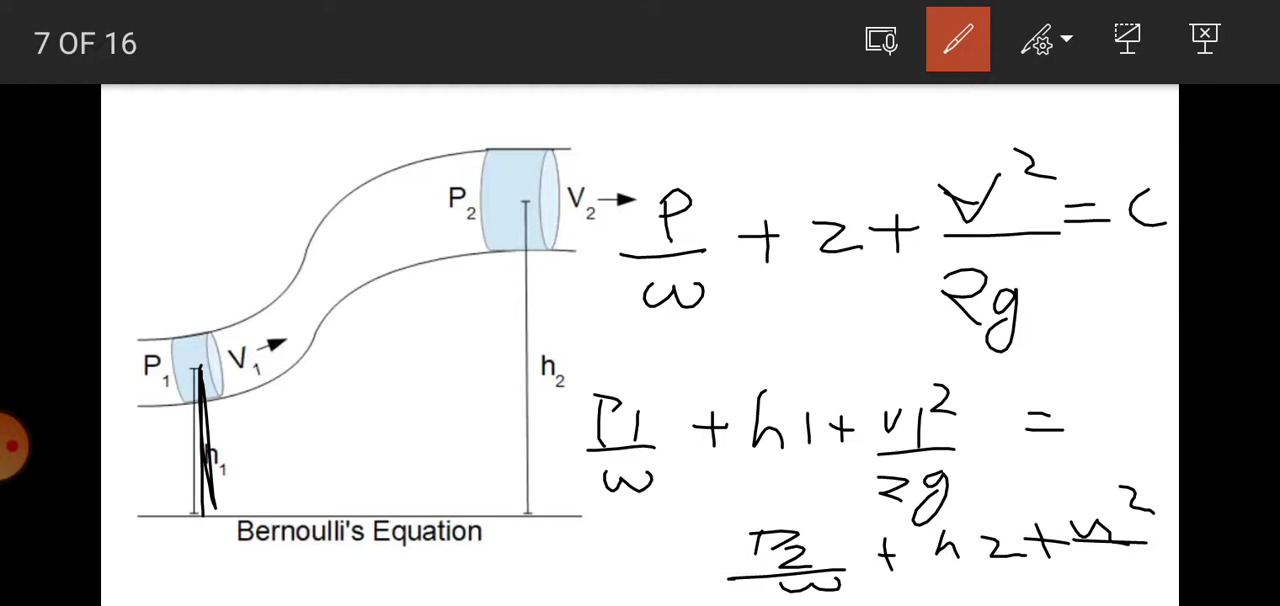 7 OF 16
P₂ V₂
P/w + z + V²/2g = C
P₁ V₁
h₂
P1/w + h1 + v1²/2g =
h₁
P2/w + h2 + v²
Bernoulli's Equation